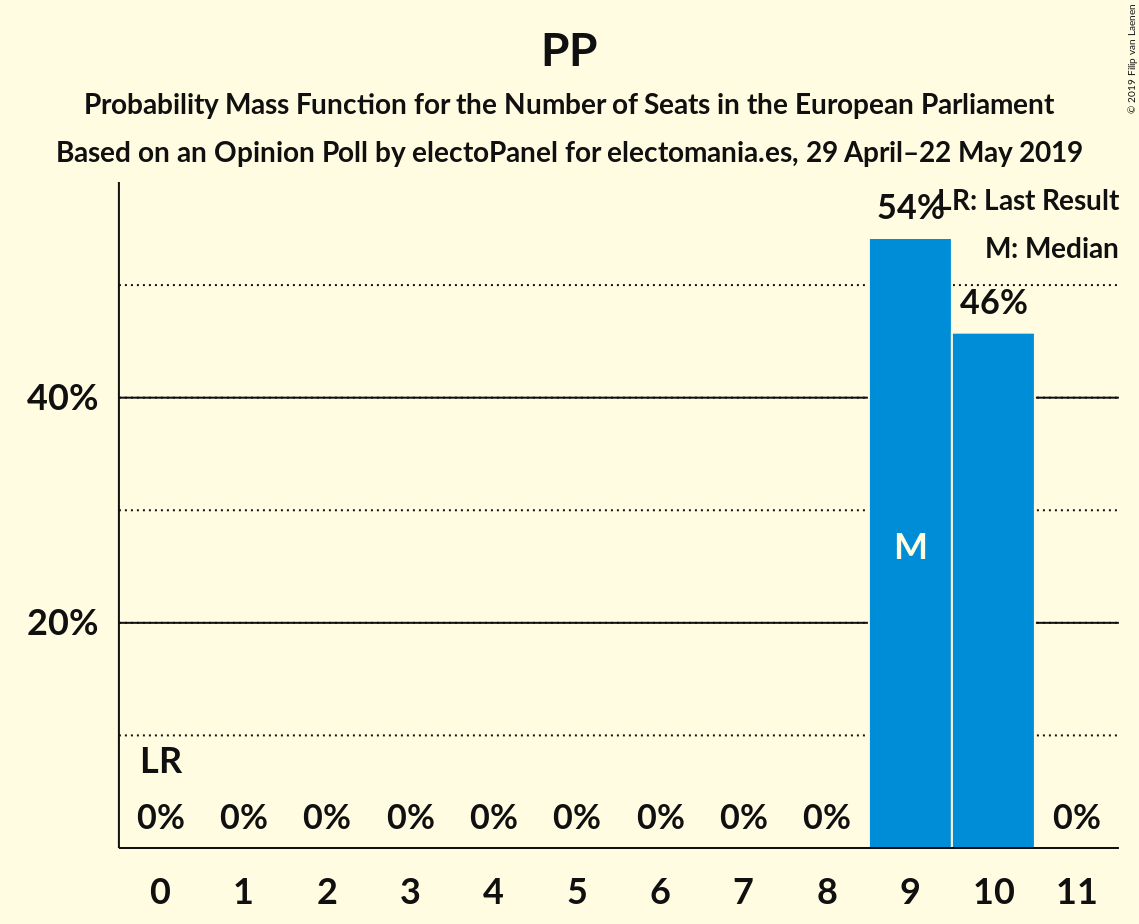 PP
Probability Mass Function for the Number of Seats in the European Parliament
Based on an Opinion Poll by electoPanel for electomania.es, 29 April–22 May 2019
© 2019 Filip van Laenen
LR: Last Result
M: Median
54%
46%
40%
20%
M
LR
0% 0% 0% 0% 0% 0% 0% 0% 0% 0%
0 1 2 3 4 5 6 7 8 9 10 11